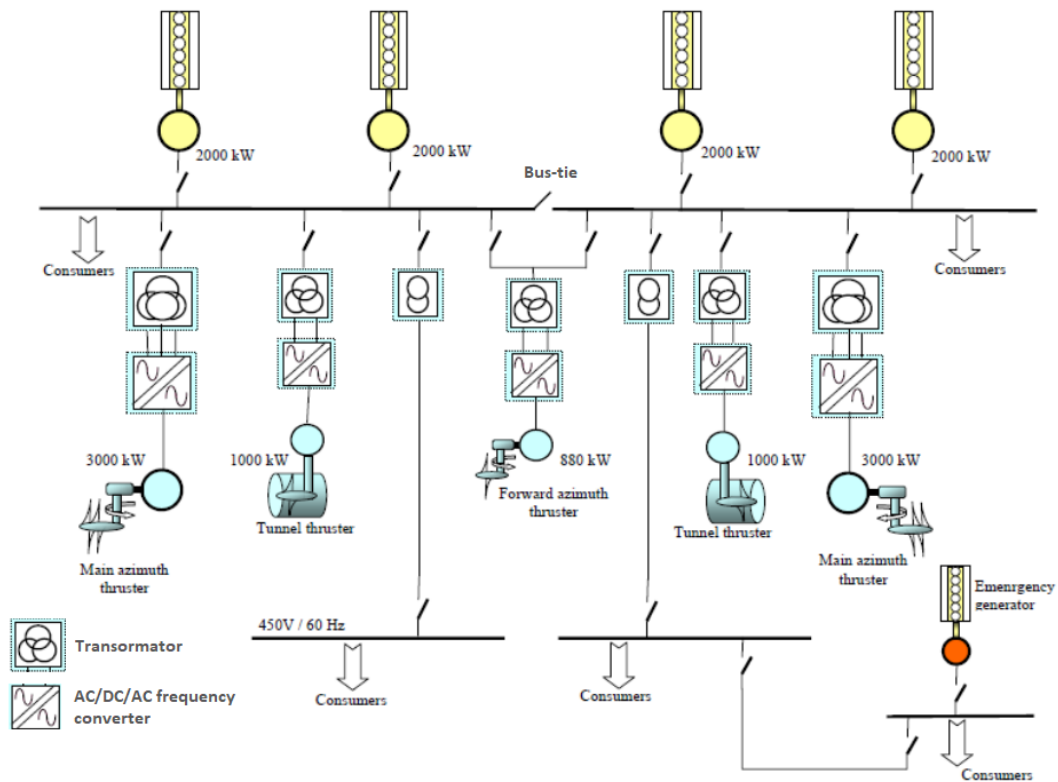 2000 kW
2000 kW
2000 kW
2000 kW
Bus-tie
Consumers
Consumers
3000 kW
1000 kW
880 kW
1000 kW
3000 kW
Forward azimuth
thruster
Tunnel thruster
Tunnel thruster
Main azimuth
thruster
Main azimuth
thruster
Emenrgency
generator
450V / 60 Hz
Transormator
Consumers
Consumers
AC/DC/AC frequency
converter
Consumers